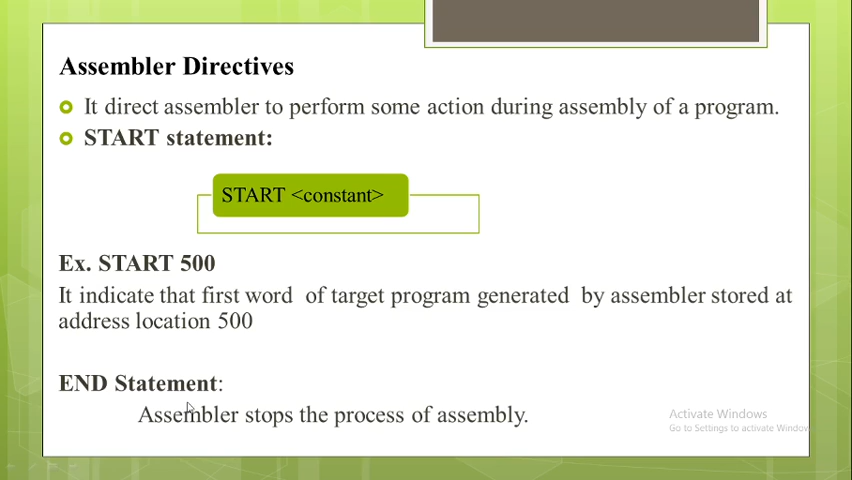 Assembler Directives
It direct assembler to perform some action during assembly of a program.
START statement:
START <constant>
Ex. START 500
It indicate that first word of target program generated by assembler stored at
address location 500
END Statement:
Assembler stops the process of assembly.
Activate Windows
Go to Settings to activate Window